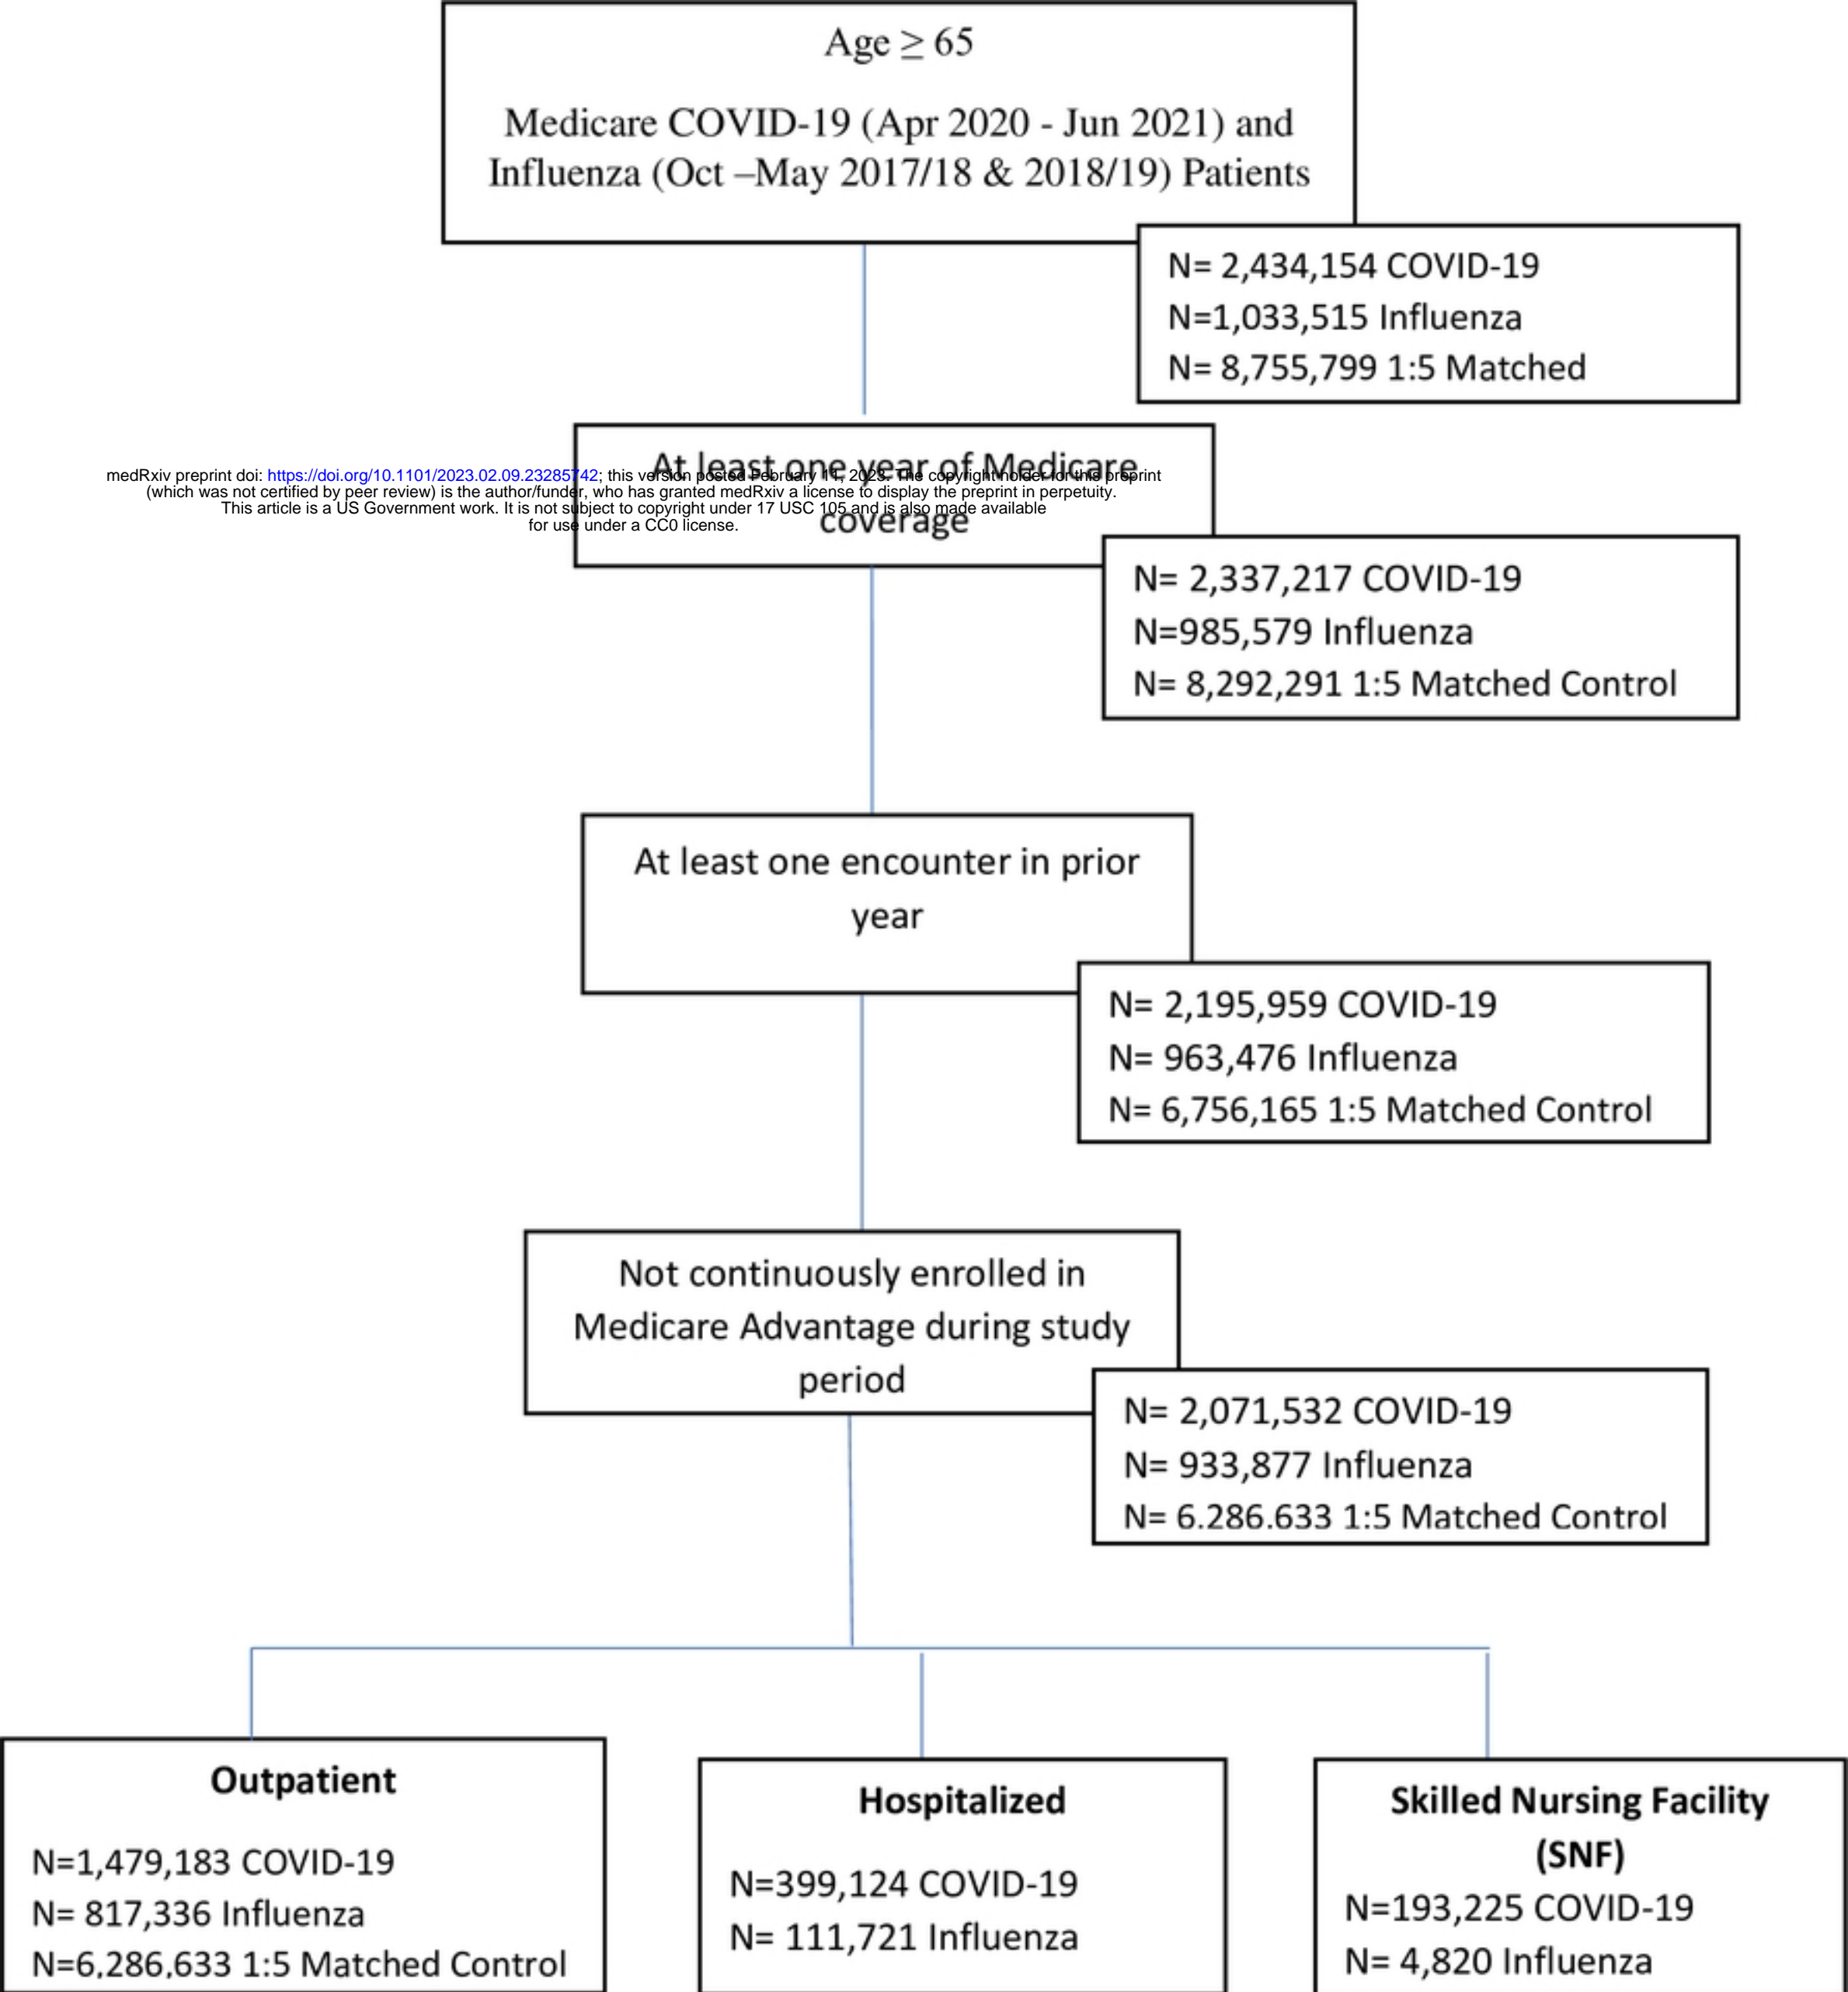 Age ≥ 65
Medicare COVID-19 (Apr 2020 - Jun 2021) and
Influenza (Oct –May 2017/18 & 2018/19) Patients
N= 2,434,154 COVID-19
N=1,033,515 Influenza
N= 8,755,799 1:5 Matched
At least one year of Medicare
coverage
medRxiv preprint doi: https://doi.org/10.1101/2023.02.09.23285742; this version posted February 11, 2023. The copyright holder for this preprint
(which was not certified by peer review) is the author/funder, who has granted medRxiv a license to display the preprint in perpetuity.
This article is a US Government work. It is not subject to copyright under 17 USC 105 and is also made available
for use under a CC0 license.
N= 2,337,217 COVID-19
N=985,579 Influenza
N= 8,292,291 1:5 Matched Control
At least one encounter in prior
year
N= 2,195,959 COVID-19
N= 963,476 Influenza
N= 6,756,165 1:5 Matched Control
Not continuously enrolled in
Medicare Advantage during study
period
N= 2,071,532 COVID-19
N= 933,877 Influenza
N= 6,286,633 1:5 Matched Control
Outpatient
N=1,479,183 COVID-19
N= 817,336 Influenza
N=6,286,633 1:5 Matched Control
Hospitalized
N=399,124 COVID-19
N= 111,721 Influenza
Skilled Nursing Facility
(SNF)
N=193,225 COVID-19
N= 4,820 Influenza